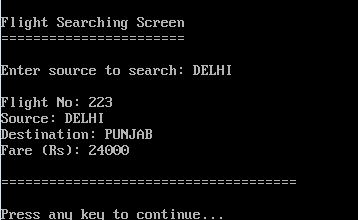 Flight Searching Screen
=======================
Enter source to search: DELHI
Flight No: 223
Source: DELHI
Destination: PUNJAB
Fare (Rs): 24000
=====================================
Press any key to continue...